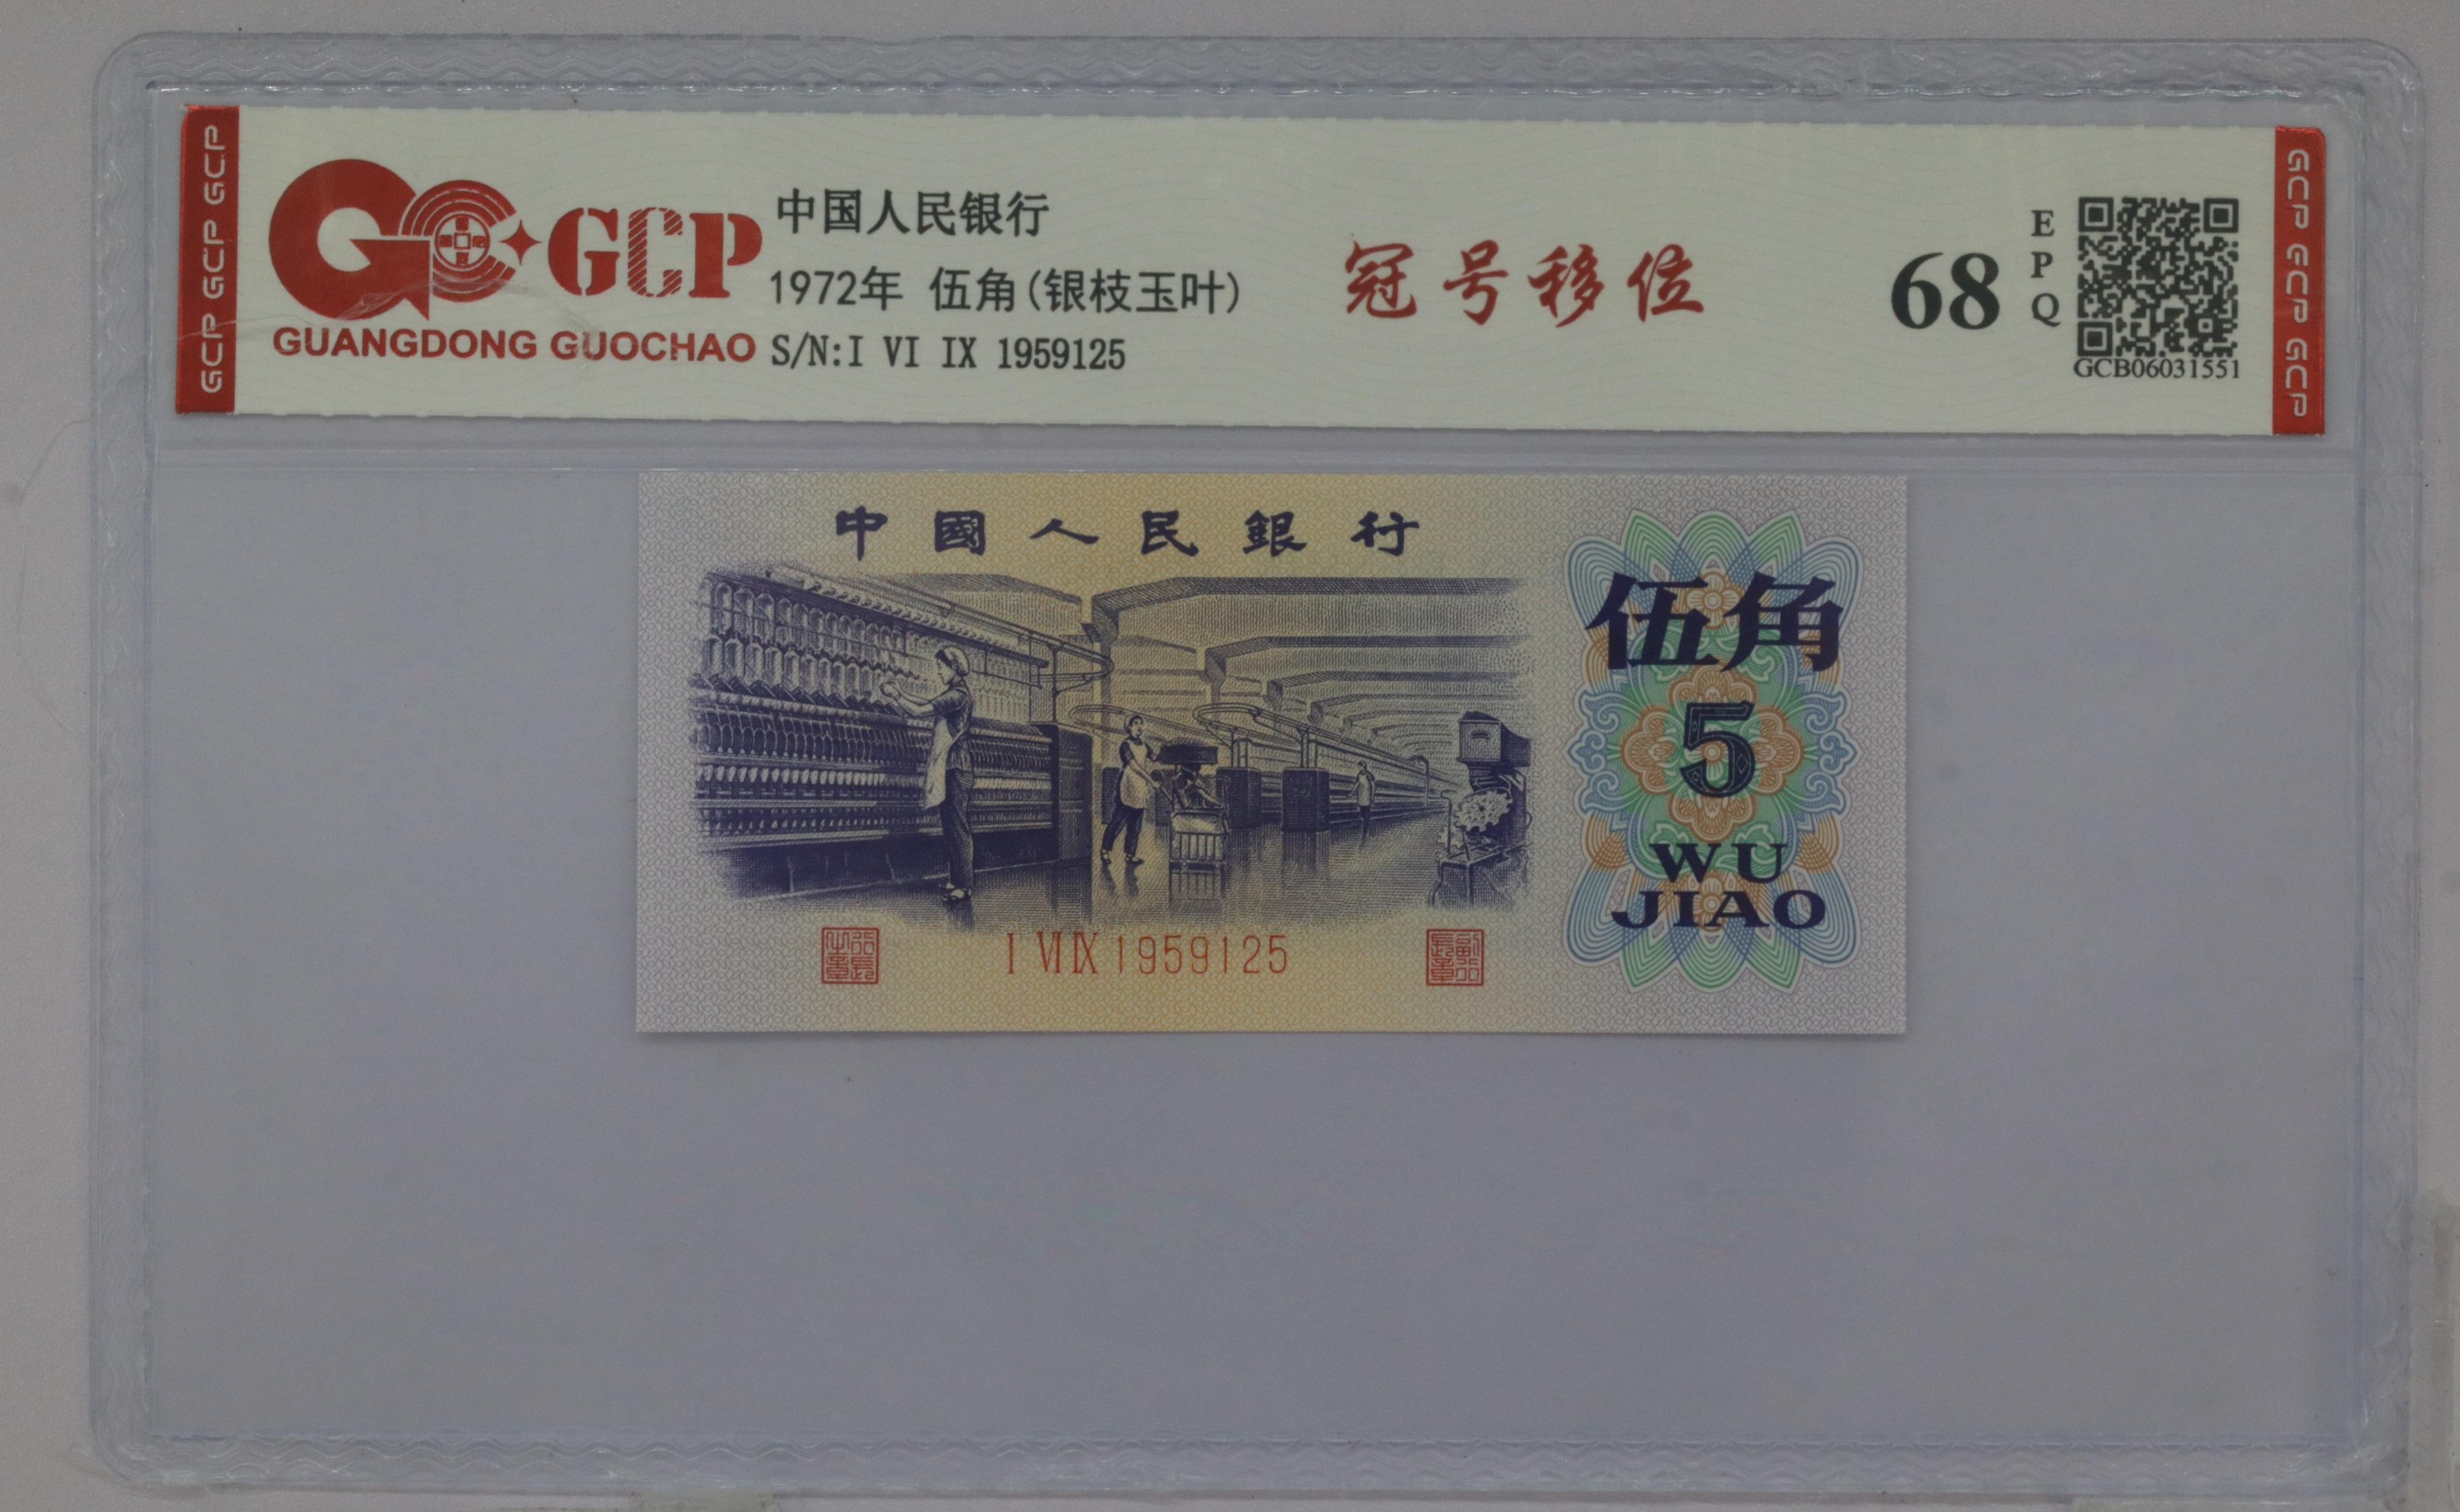 GCP GCP GCP
GCP
GUANGDONG GUOCHAO
中国人民银行
1972年 伍角(银枝玉叶)
S/N:I VI IX 1959125
冠号移位
68
EPQ
GCB06031551
GCP GCP GCP
中國人民銀行
伍角
5
WU
JIAO
I VI IX 1959125